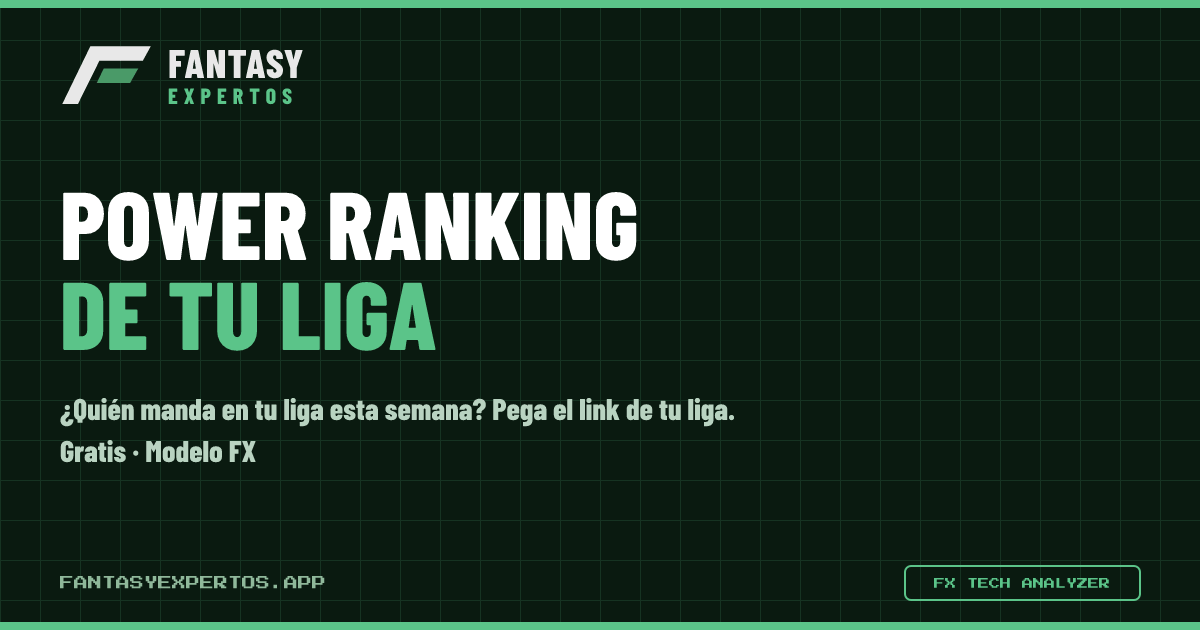 FANTASY
EXPERTOS
POWER RANKING
DE TU LIGA
¿Quién manda en tu liga esta semana? Pega el link de tu liga.
Gratis · Modelo FX
FANTASYEXPERTOS.APP
FX TECH ANALYZER